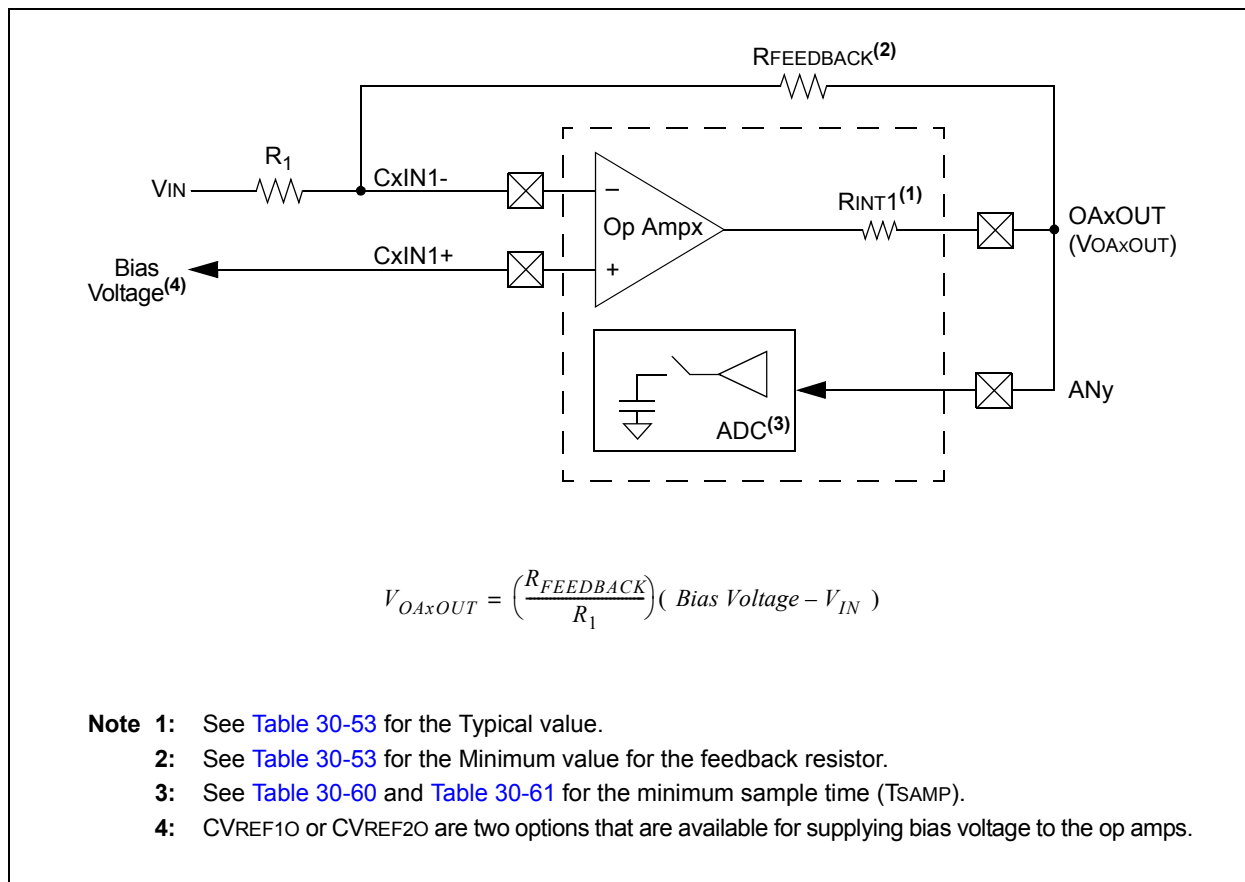 RFEEDBACK(2)
R1
VIN
CxIN1-
–
Op Ampx
RINT1(1)
OAxOUT
(VOAxOUT)
CxIN1+
+
Bias
Voltage(4)
ADC(3)
ANy
V_OAxOUT = (R_FEEDBACK / R_1) ( Bias Voltage – V_IN )
Note 1: See Table 30-53 for the Typical value.
2: See Table 30-53 for the Minimum value for the feedback resistor.
3: See Table 30-60 and Table 30-61 for the minimum sample time (TSAMP).
4: CVREF1O or CVREF2O are two options that are available for supplying bias voltage to the op amps.